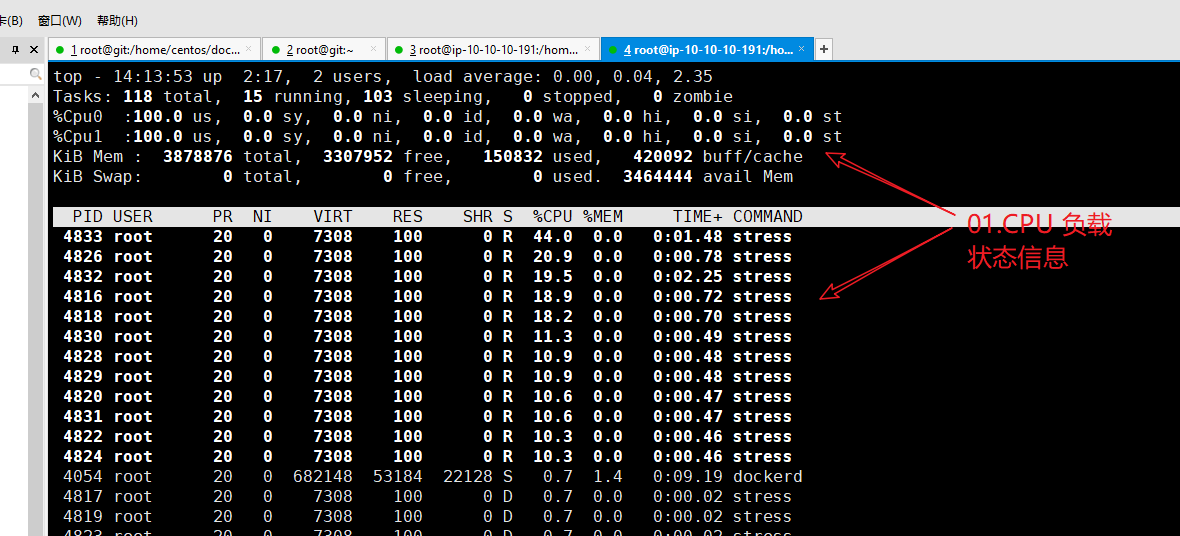 卡(B) 窗口(W) 帮助(H)
1 root@git:/home/centos/doc... × 2 root@git:~ × 3 root@ip-10-10-10-191:/hom... × 4 root@ip-10-10-10-191:/ho... × +
top - 14:13:53 up  2:17,  2 users,  load average: 0.00, 0.04, 2.35
Tasks: 118 total,  15 running, 103 sleeping,   0 stopped,   0 zombie
%Cpu0  :100.0 us,  0.0 sy,  0.0 ni,  0.0 id,  0.0 wa,  0.0 hi,  0.0 si,  0.0 st
%Cpu1  :100.0 us,  0.0 sy,  0.0 ni,  0.0 id,  0.0 wa,  0.0 hi,  0.0 si,  0.0 st
KiB Mem :  3878876 total,  3307952 free,   150832 used,   420092 buff/cache
KiB Swap:        0 total,        0 free,        0 used.  3464444 avail Mem
PID USER      PR  NI    VIRT    RES    SHR S  %CPU %MEM     TIME+ COMMAND
4833 root      20   0    7308    100      0 R  44.0  0.0   0:01.48 stress
4826 root      20   0    7308    100      0 R  20.9  0.0   0:00.78 stress
4832 root      20   0    7308    100      0 R  19.5  0.0   0:02.25 stress
4816 root      20   0    7308    100      0 R  18.9  0.0   0:00.72 stress
4818 root      20   0    7308    100      0 R  18.2  0.0   0:00.70 stress
4830 root      20   0    7308    100      0 R  11.3  0.0   0:00.49 stress
4828 root      20   0    7308    100      0 R  10.9  0.0   0:00.48 stress
4829 root      20   0    7308    100      0 R  10.9  0.0   0:00.48 stress
4820 root      20   0    7308    100      0 R  10.6  0.0   0:00.47 stress
4831 root      20   0    7308    100      0 R  10.6  0.0   0:00.47 stress
4822 root      20   0    7308    100      0 R  10.3  0.0   0:00.46 stress
4824 root      20   0    7308    100      0 R  10.3  0.0   0:00.46 stress
4054 root      20   0  682148  53184  22128 S   0.7  1.4   0:09.19 dockerd
4817 root      20   0    7308    100      0 D   0.7  0.0   0:00.02 stress
4819 root      20   0    7308    100      0 D   0.7  0.0   0:00.02 stress
4823 root      20   0    7308    100      0 D   0.7  0.0   0:00.02 stress
01.CPU 负载
状态信息